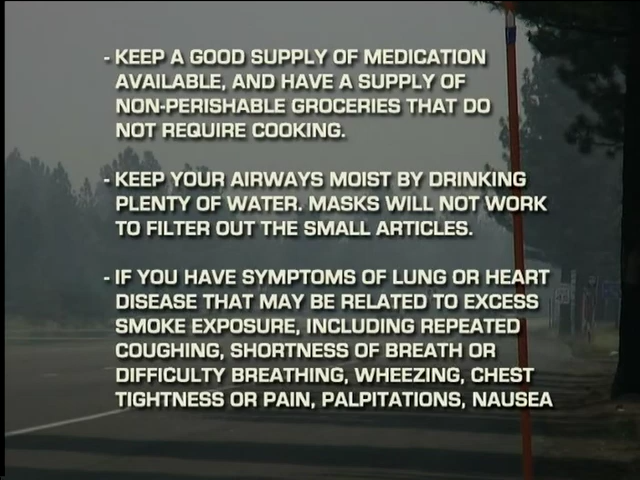 - KEEP A GOOD SUPPLY OF MEDICATION
AVAILABLE, AND HAVE A SUPPLY OF
NON-PERISHABLE GROCERIES THAT DO
NOT REQUIRE COOKING.
- KEEP YOUR AIRWAYS MOIST BY DRINKING
PLENTY OF WATER. MASKS WILL NOT WORK
TO FILTER OUT THE SMALL ARTICLES.
- IF YOU HAVE SYMPTOMS OF LUNG OR HEART
DISEASE THAT MAY BE RELATED TO EXCESS
SMOKE EXPOSURE, INCLUDING REPEATED
COUGHING, SHORTNESS OF BREATH OR
DIFFICULTY BREATHING, WHEEZING, CHEST
TIGHTNESS OR PAIN, PALPITATIONS, NAUSEA